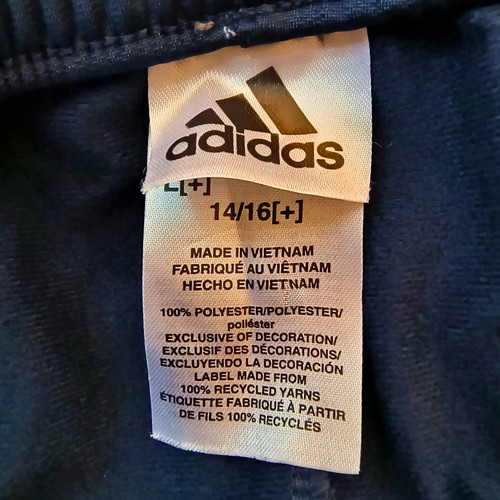 adidas
L[+]
14/16[+]
MADE IN VIETNAM
FABRIQUÉ AU VIÊTNAM
HECHO EN VIETNAM
100% POLYESTER/POLYESTER/
poliéster
EXCLUSIVE OF DECORATION/
EXCLUSIF DES DÉCORATIONS/
EXCLUYENDO LA DECORACIÓN
LABEL MADE FROM
100% RECYCLED YARNS
ÉTIQUETTE FABRIQUÉ À PARTIR
DE FILS 100% RECYCLÉS